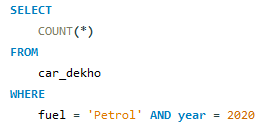 SELECT
COUNT(*)
FROM
car_dekho
WHERE
fuel = 'Petrol' AND year = 2020